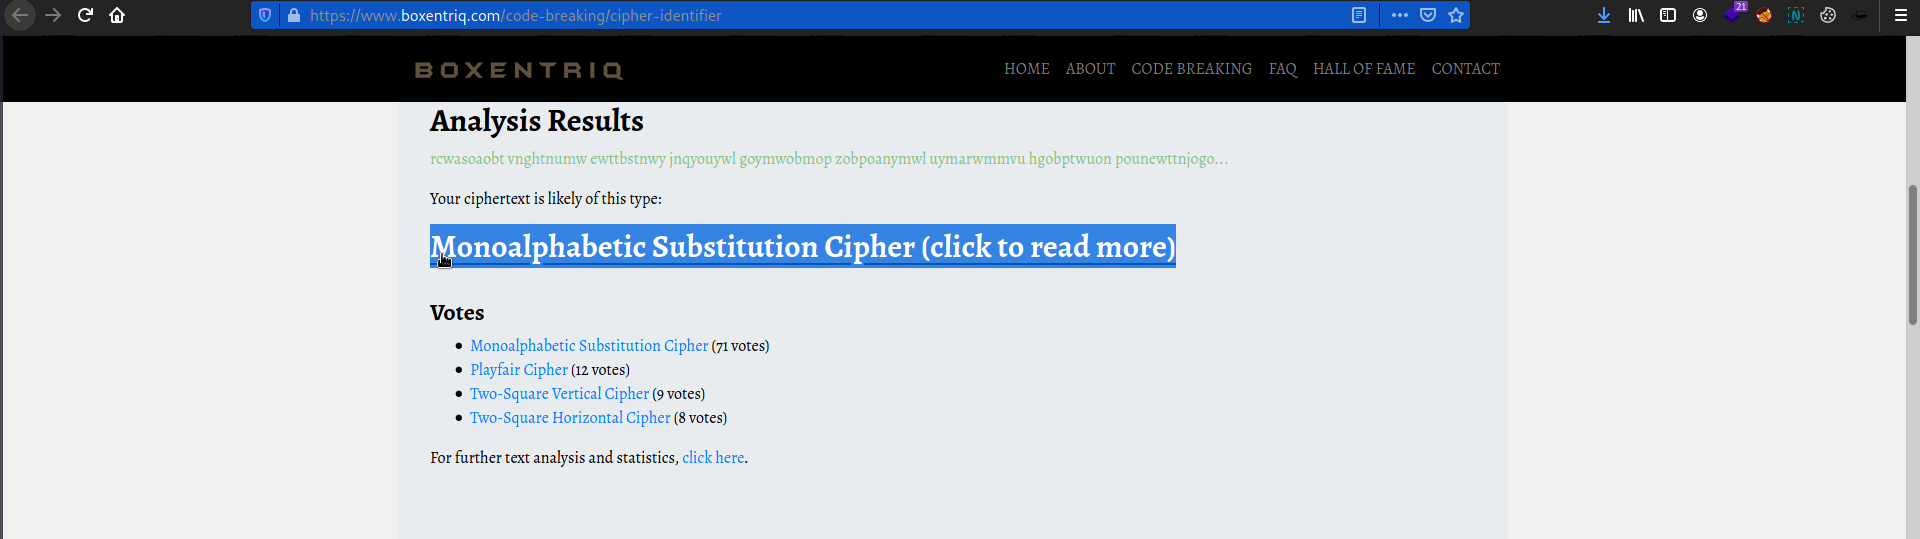 https://www.boxentriq.com/code-breaking/cipher-identifier
21
BOXENTRIQ
HOME ABOUT CODE BREAKING FAQ HALL OF FAME CONTACT
Analysis Results
rcwasoaobt vnghtnumw ewttbstnwy jnqyouywl goymwobmop zobpoanymwl uymarwmmvu hgobptwuon pounewttnjogo...
Your ciphertext is likely of this type:
Monoalphabetic Substitution Cipher (click to read more)
Votes
Monoalphabetic Substitution Cipher (71 votes)
Playfair Cipher (12 votes)
Two-Square Vertical Cipher (9 votes)
Two-Square Horizontal Cipher (8 votes)
For further text analysis and statistics, click here.